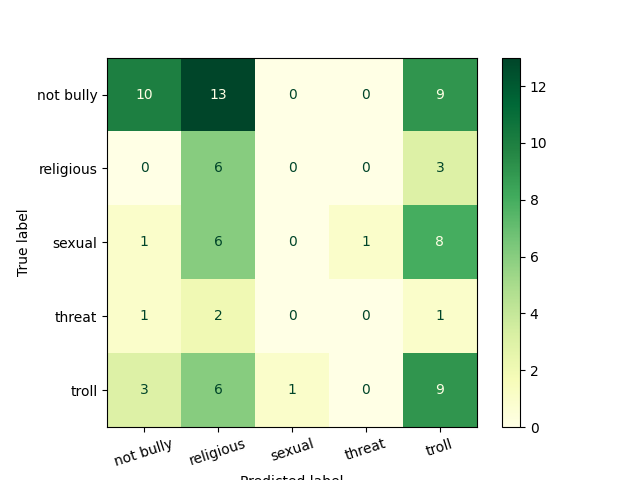 not bully 10 13 0 0 9
religious 0 6 0 0 3
sexual 1 6 0 1 8
threat 1 2 0 0 1
troll 3 6 1 0 9
not bully religious sexual threat troll
Predicted label
True label
12
10
8
6
4
2
0